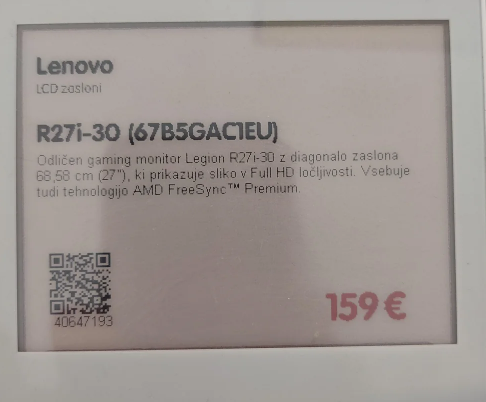 Lenovo
LCD zasloni
R27i-30 (67B5GAC1EU)
Odličen gaming monitor Legion R27i-30 z diagonalo zaslona
68,58 cm (27"), ki prikazuje sliko v Full HD ločljivosti. Vsebuje
tudi tehnologijo AMD FreeSync™ Premium.
40647193
159 €